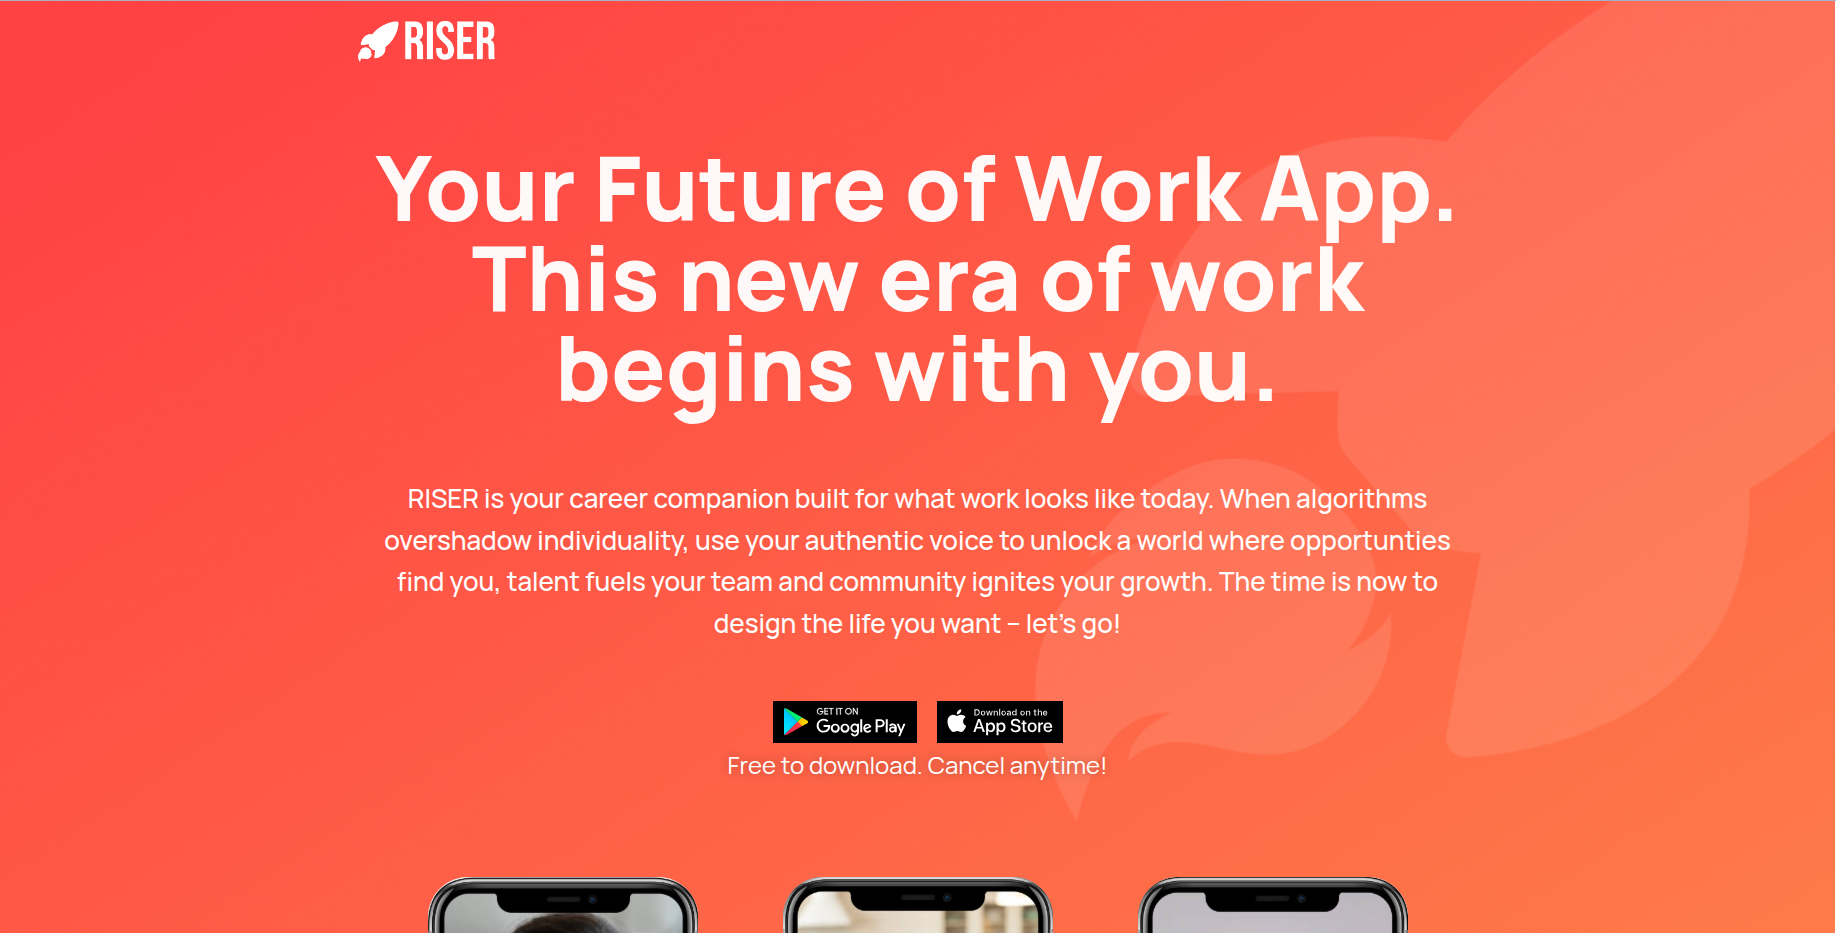 RISER
Your Future of Work App.
This new era of work
begins with you.
RISER is your career companion built for what work looks like today. When algorithms
overshadow individuality, use your authentic voice to unlock a world where opportunties
find you, talent fuels your team and community ignites your growth. The time is now to
design the life you want – let’s go!
GET IT ON
Google Play
Download on the
App Store
Free to download. Cancel anytime!